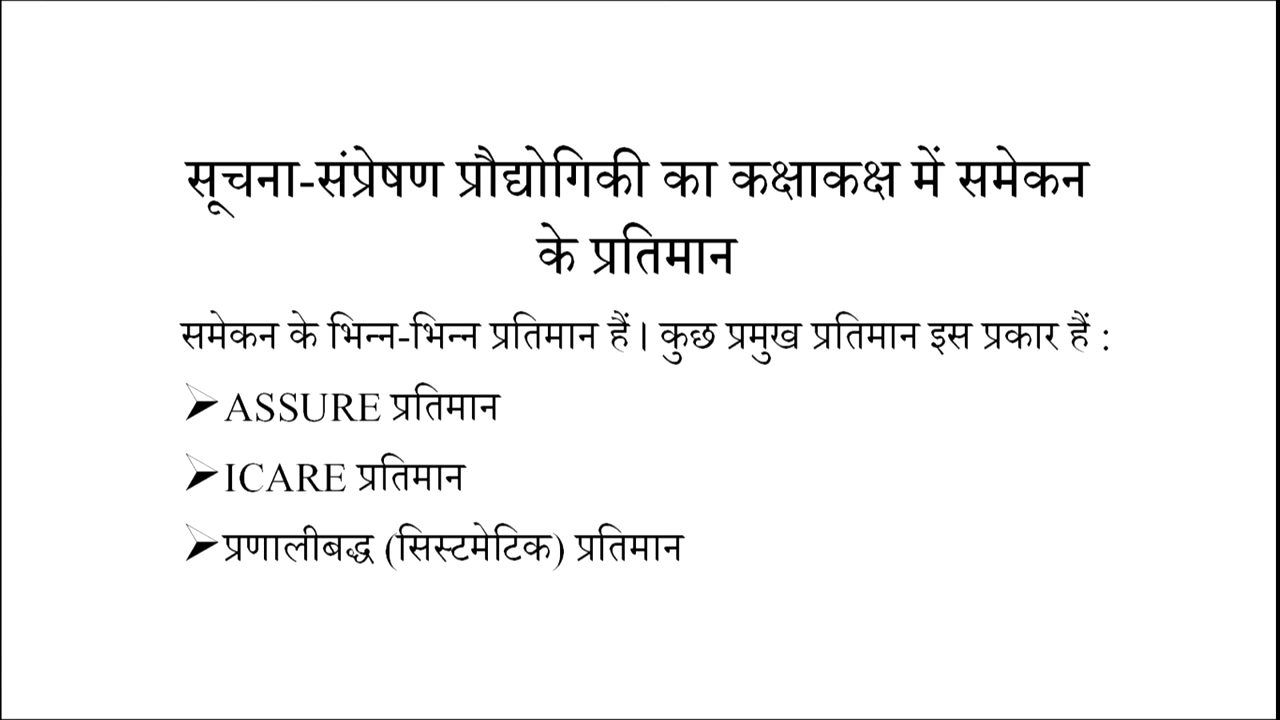 सूचना-संप्रेषण प्रौद्योगिकी का कक्षाकक्ष में समेकन
के प्रतिमान
समेकन के भिन्न-भिन्न प्रतिमान हैं। कुछ प्रमुख प्रतिमान इस प्रकार हैं :
➢ASSURE प्रतिमान
➢ICARE प्रतिमान
➢प्रणालीबद्ध (सिस्टमेटिक) प्रतिमान